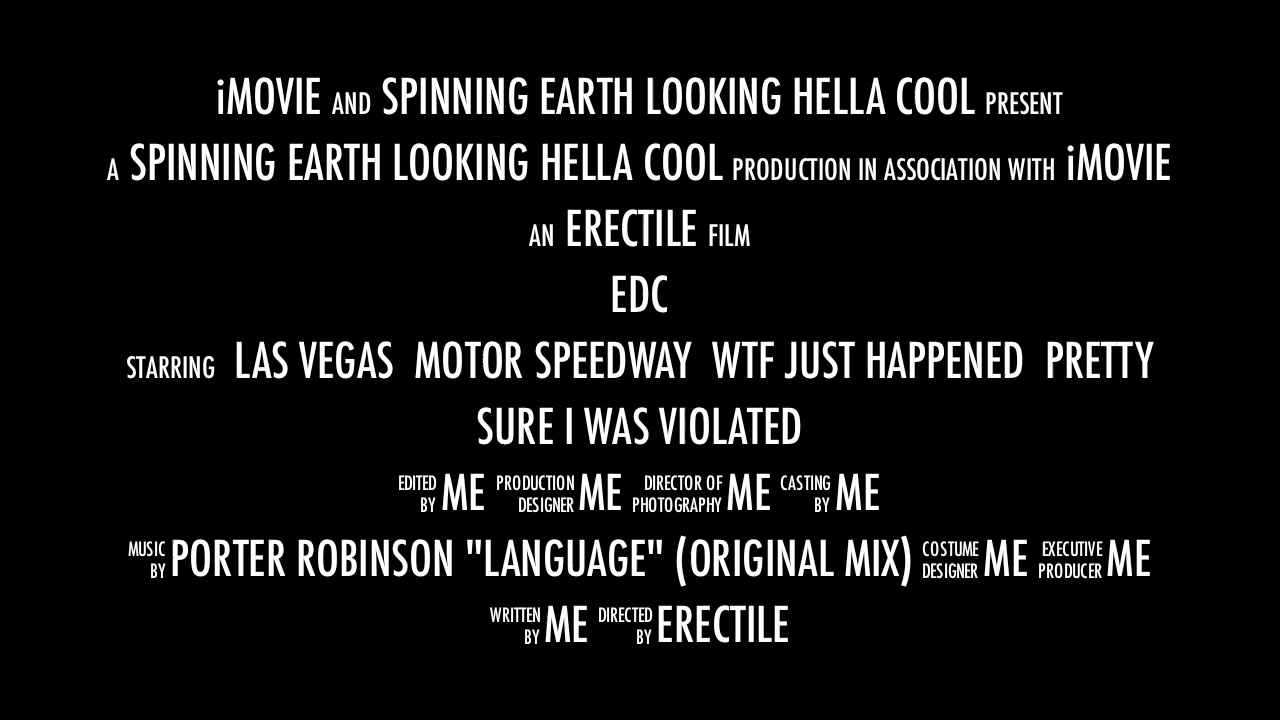 iMOVIE AND SPINNING EARTH LOOKING HELLA COOL PRESENT
A SPINNING EARTH LOOKING HELLA COOL PRODUCTION IN ASSOCIATION WITH iMOVIE
AN ERECTILE FILM
EDC
STARRING LAS VEGAS MOTOR SPEEDWAY WTF JUST HAPPENED PRETTY
SURE I WAS VIOLATED
EDITED BY ME PRODUCTION DESIGNER ME DIRECTOR OF PHOTOGRAPHY ME CASTING BY ME
MUSIC BY PORTER ROBINSON "LANGUAGE" (ORIGINAL MIX) COSTUME DESIGNER ME EXECUTIVE PRODUCER ME
WRITTEN BY ME DIRECTED BY ERECTILE